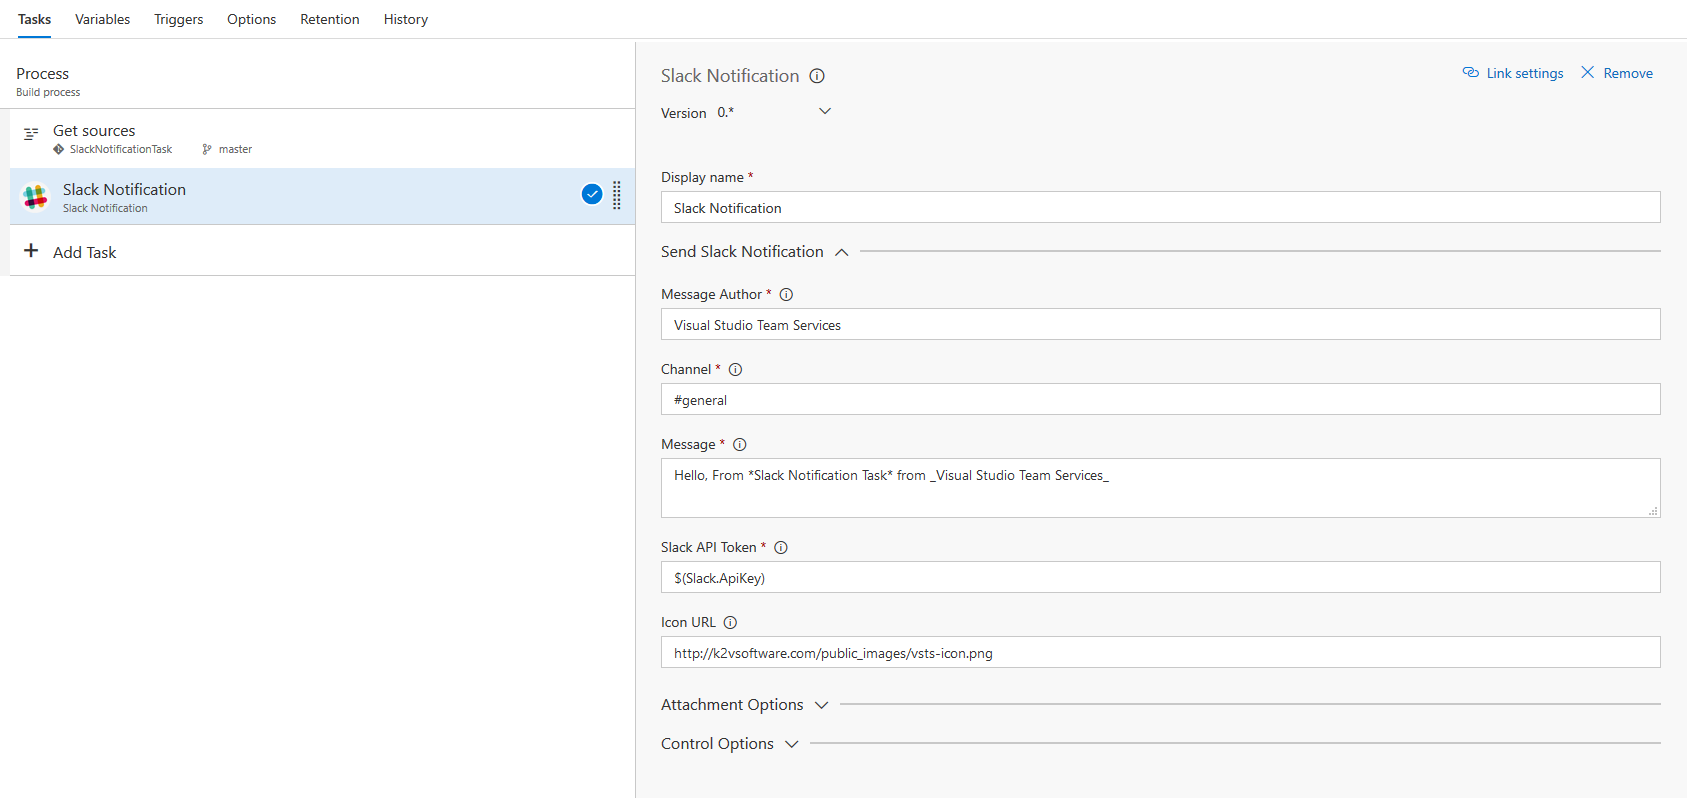 Tasks Variables Triggers Options Retention History
Process
Build process
Get sources
SlackNotificationTask master
Slack Notification
Slack Notification
Add Task
Slack Notification
Link settings Remove
Version 0.*
Display name *
Slack Notification
Send Slack Notification
Message Author *
Visual Studio Team Services
Channel *
#general
Message *
Hello, From *Slack Notification Task* from _Visual Studio Team Services_
Slack API Token *
$(Slack.ApiKey)
Icon URL
http://k2vsoftware.com/public_images/vsts-icon.png
Attachment Options
Control Options